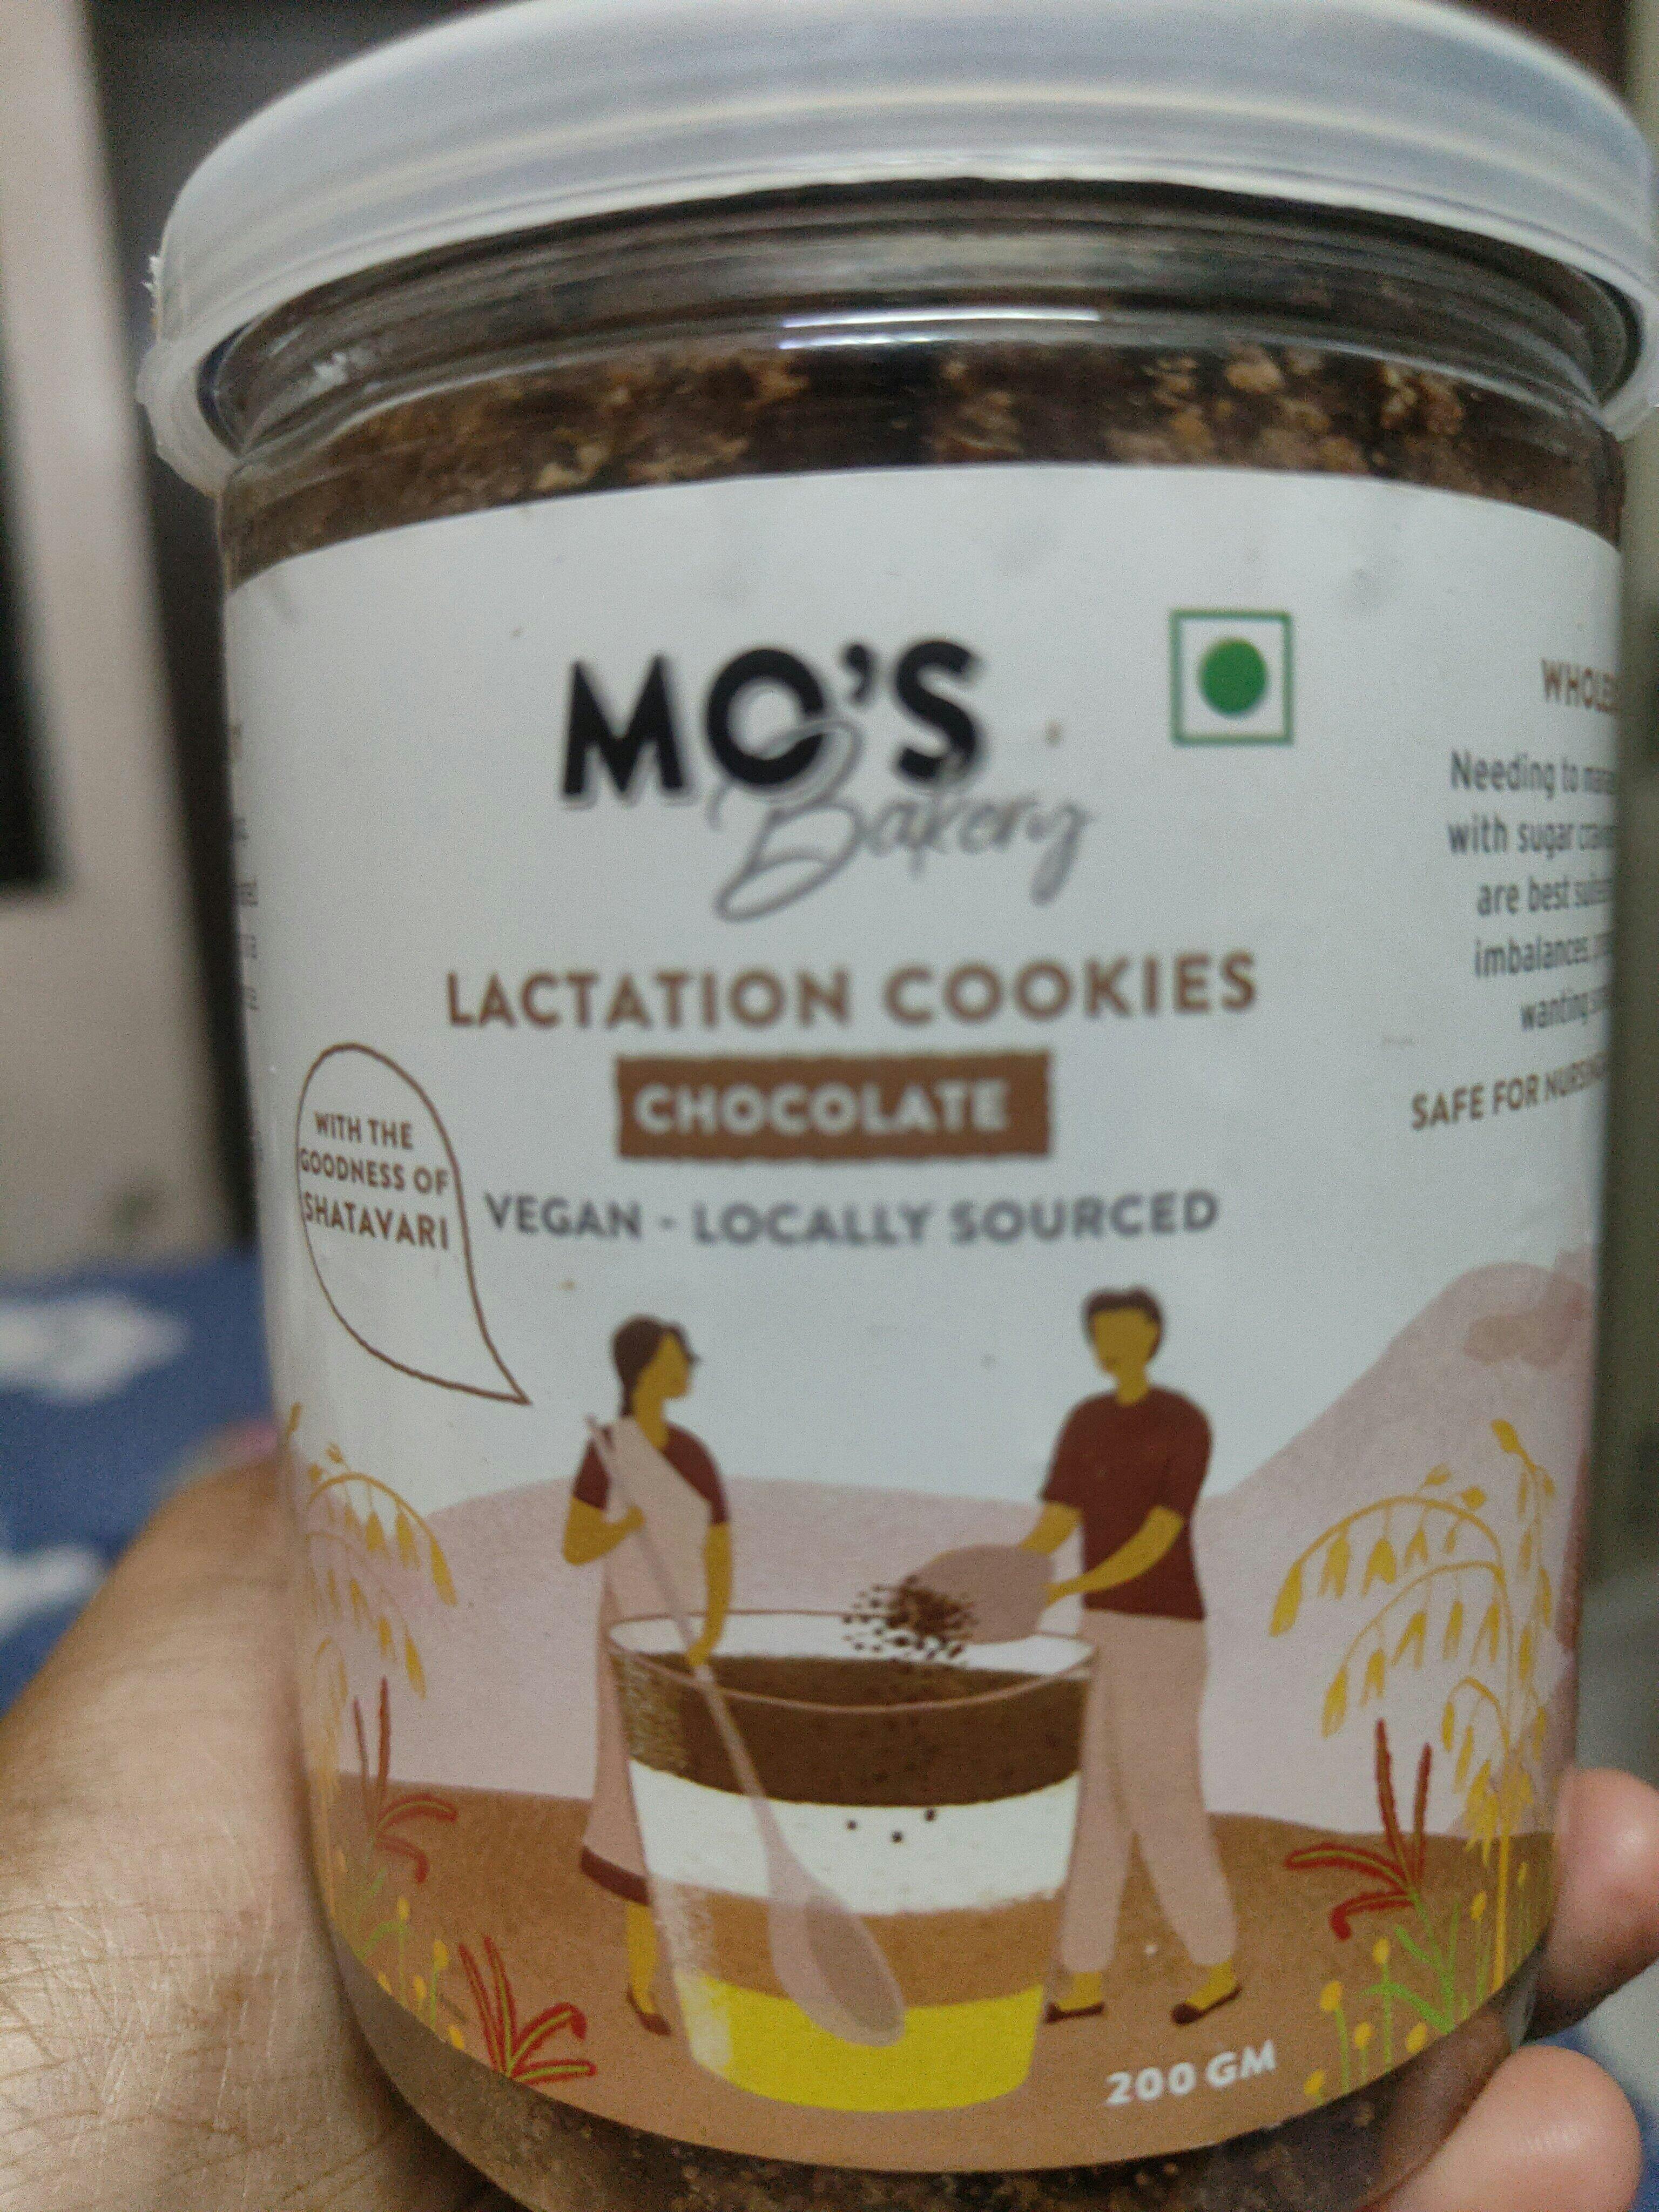 MO'S
Bakery
LACTATION COOKIES
CHOCOLATE
VEGAN - LOCALLY SOURCED
WITH THE
GOODNESS OF
SHATAVARI
200 GM
Needing to
with sugar
are best
imbalances
wanting
SAFE FOR